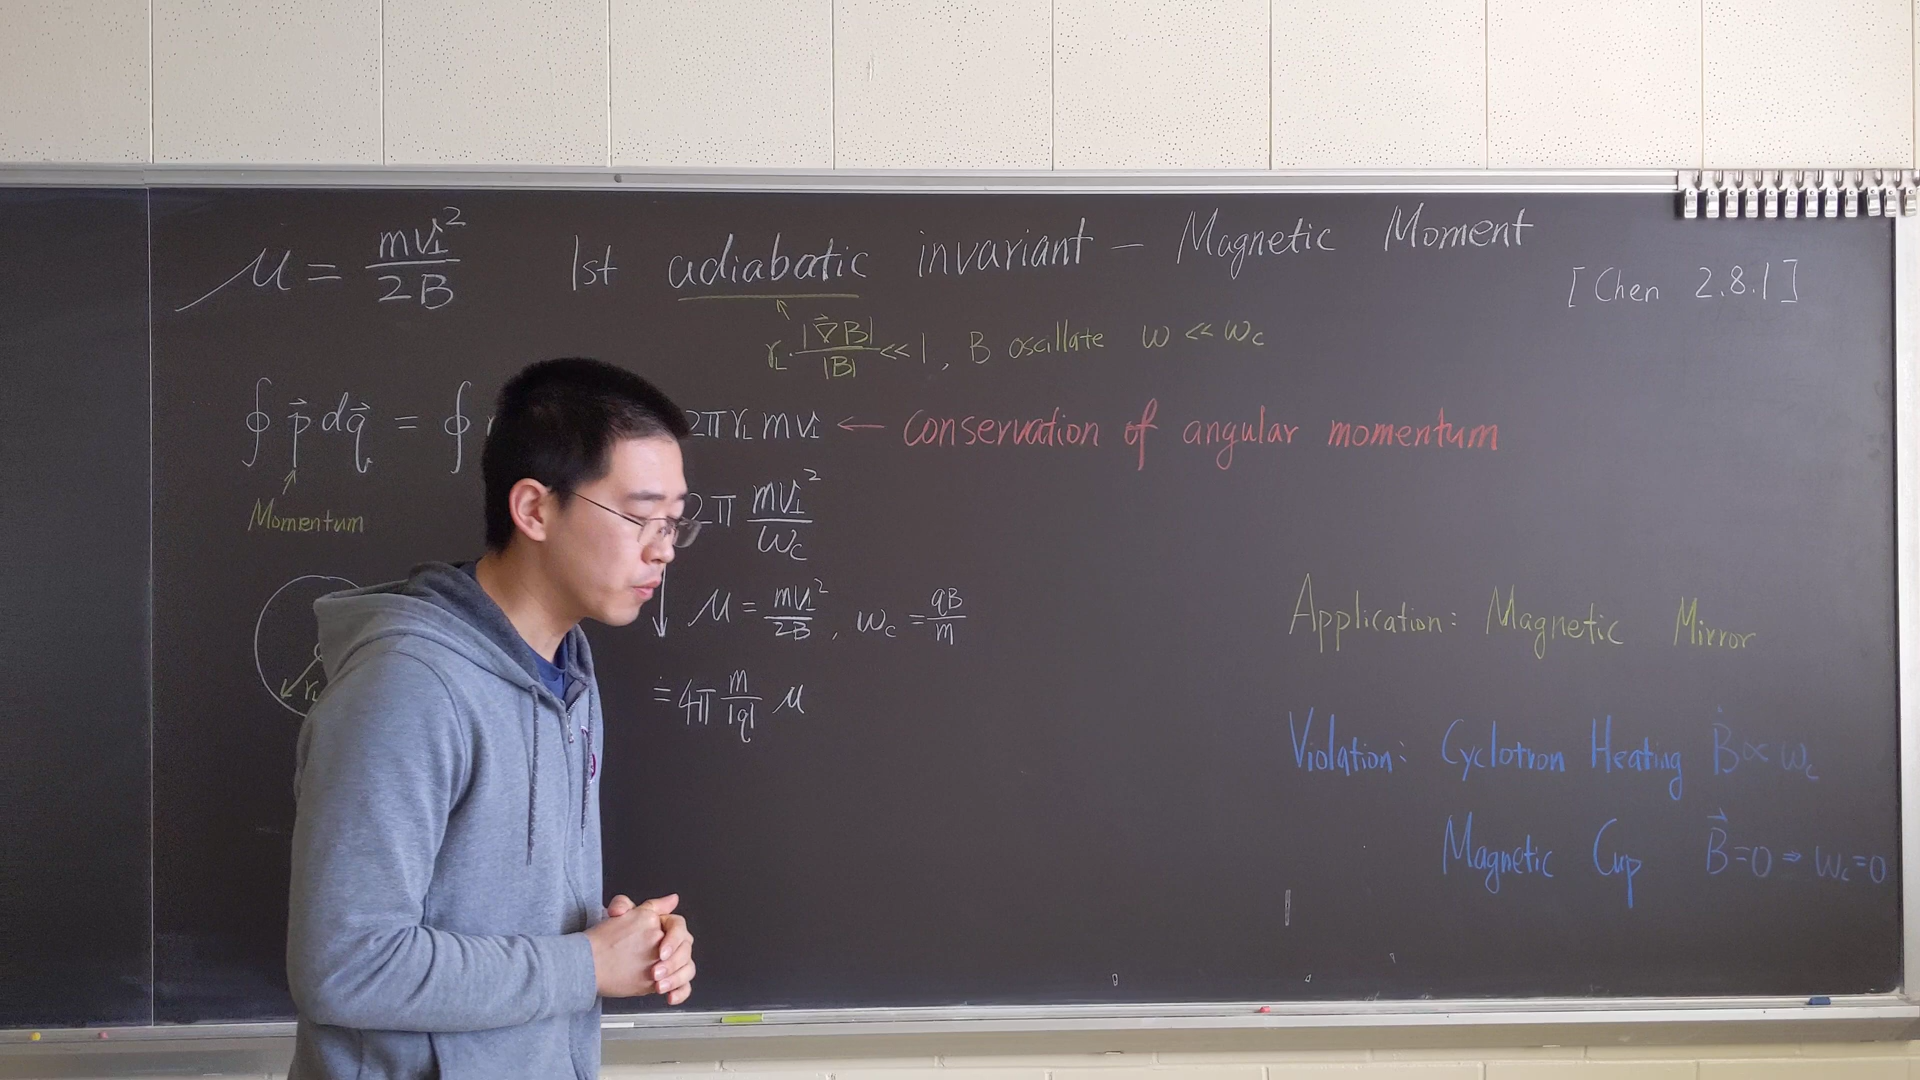 μ = mv⊥² / 2B 1st adiabatic invariant – Magnetic Moment
[Chen 2.8.1]
r_L · |∇⃗B| / |B| << 1, B oscillate ω << ω_c
∮ p⃗ dq⃗ = ∮ 2π r_L m v⊥ ← Conservation of angular momentum
Momentum
2π mv⊥² / ω_c
↓ μ = mv⊥² / 2B, ω_c = qB / m
r_L
= 4π m / |q| μ
Application: Magnetic Mirror
Violation: Cyclotron Heating Ḃ ∝ ω_c
Magnetic Cup B⃗ = 0 ⇒ ω_c = 0